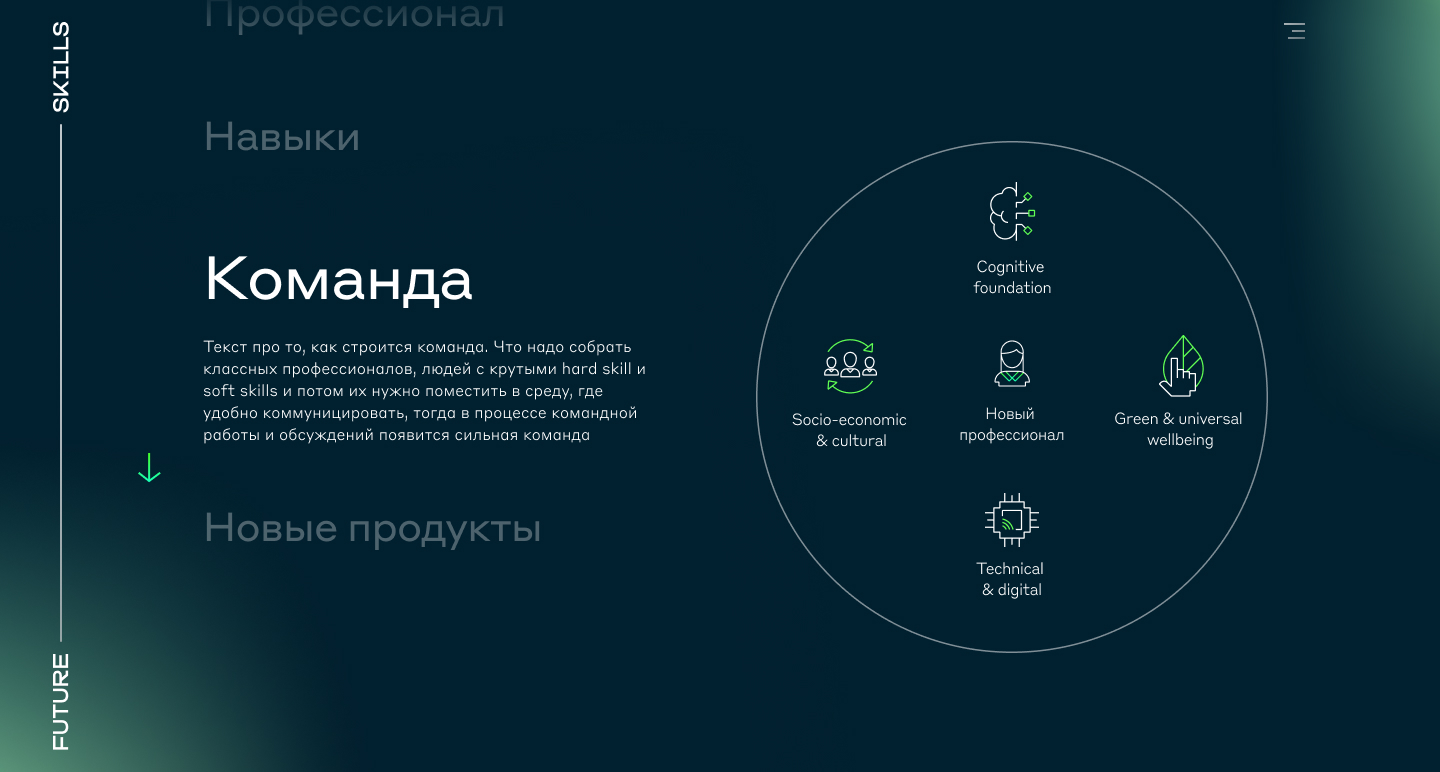 SKILLS
FUTURE
Профессионал
Навыки
Команда
Текст про то, как строится команда. Что надо собрать
классных профессионалов, людей с крутыми hard skill и
soft skills и потом их нужно поместить в среду, где
удобно коммуницировать, тогда в процессе командной
работы и обсуждений появится сильная команда
Новые продукты
Cognitive
foundation
Socio-economic
& cultural
Новый
профессионал
Green & universal
wellbeing
Technical
& digital